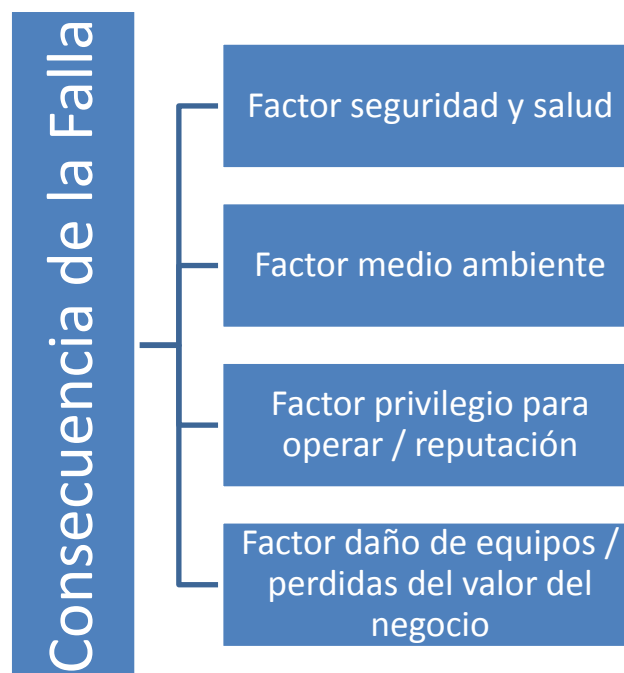 Consecuencia de la Falla
Factor seguridad y salud
Factor medio ambiente
Factor privilegio para
operar / reputación
Factor daño de equipos /
perdidas del valor del
negocio